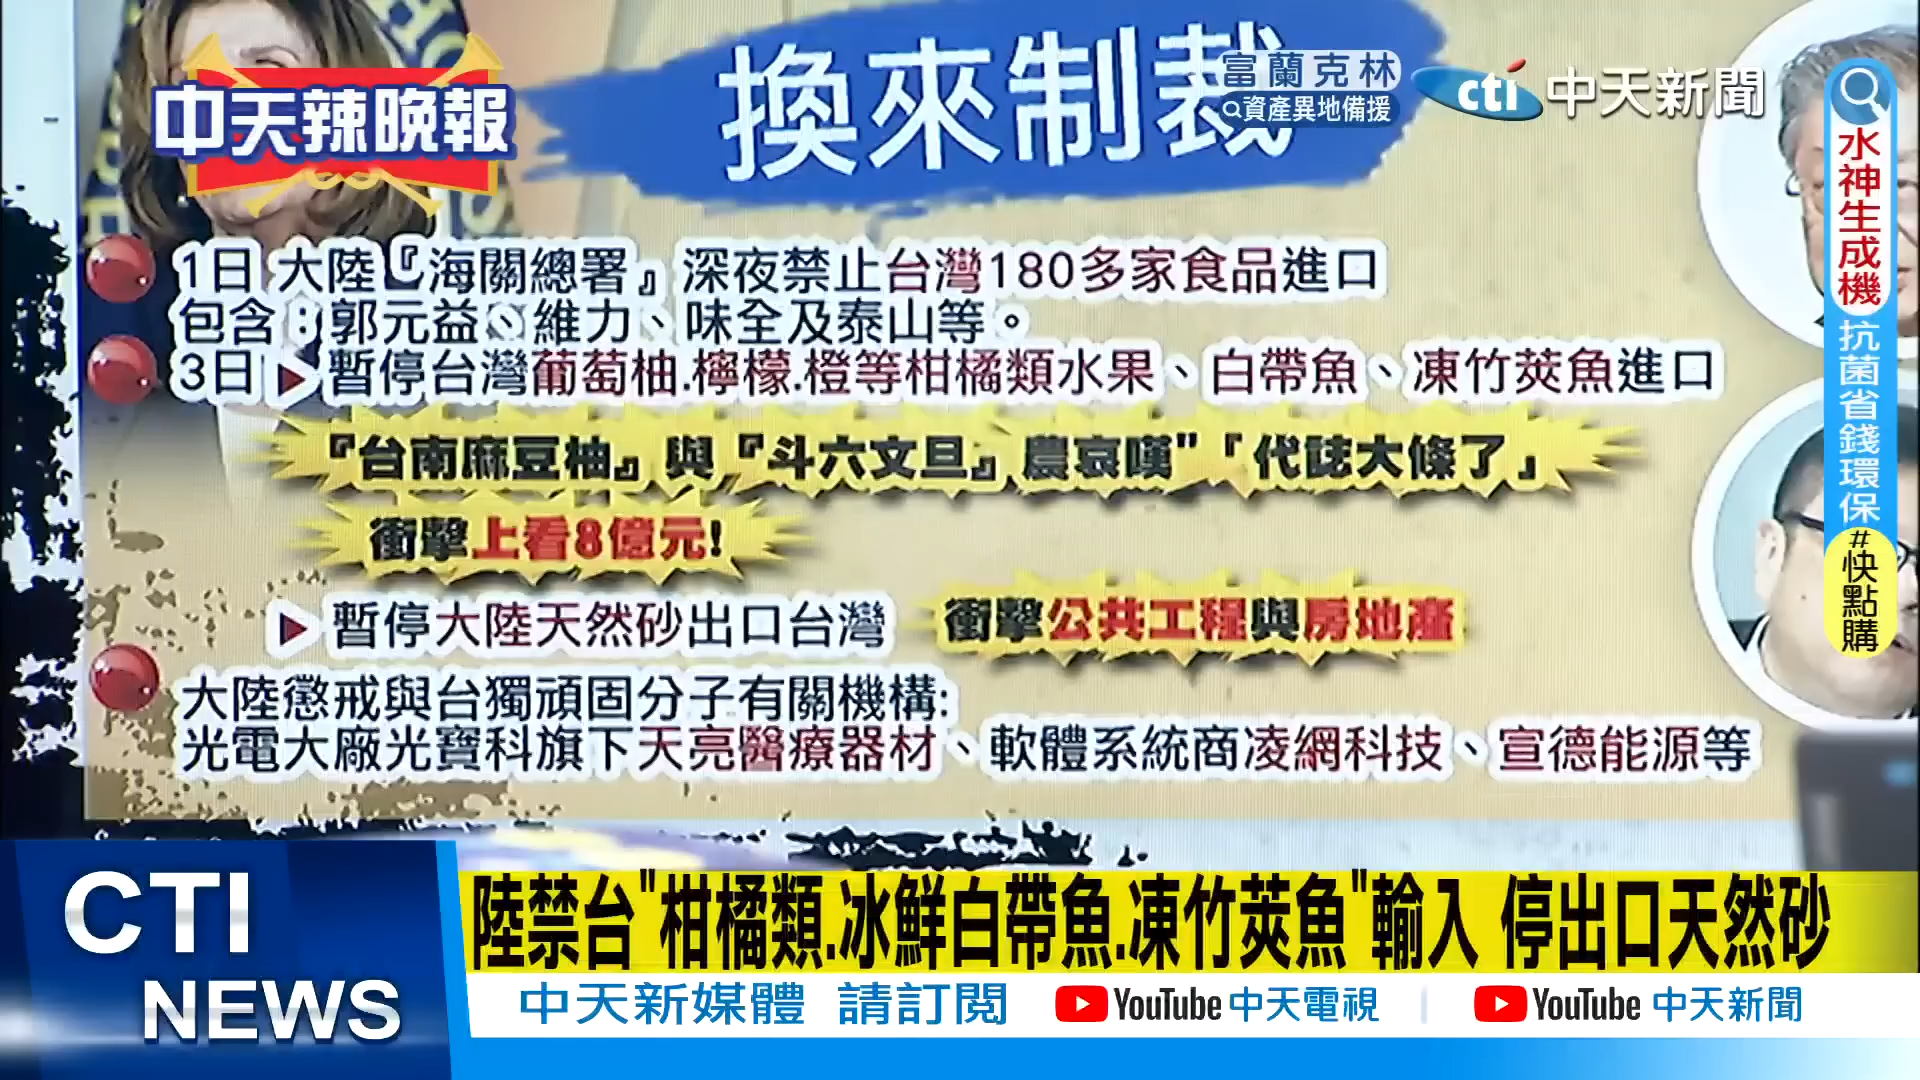 中天辣晚報
換來制裁
富蘭克林
資產異地備援
cti 中天新聞
水神生成機
抗菌省錢環保
#快點購
1日 大陸『海關總署』深夜禁止台灣180多家食品進口
包含：郭元益、維力、味全及泰山等。
3日▶暫停台灣葡萄柚.檸檬.橙等柑橘類水果、白帶魚、凍竹莢魚進口
『台南麻豆柚』與『斗六文旦』農哀嘆"「代誌大條了」
衝擊上看8億元!
▶暫停大陸天然砂出口台灣
衝擊公共工程與房地產
大陸懲戒與台獨頑固分子有關機構:
光電大廠光寶科旗下天亮醫療器材、軟體系統商凌網科技、宣德能源等
CTI
NEWS
陸禁台"柑橘類.冰鮮白帶魚.凍竹莢魚"輸入 停出口天然砂
中天新媒體 請訂閱 YouTube 中天電視 | YouTube 中天新聞